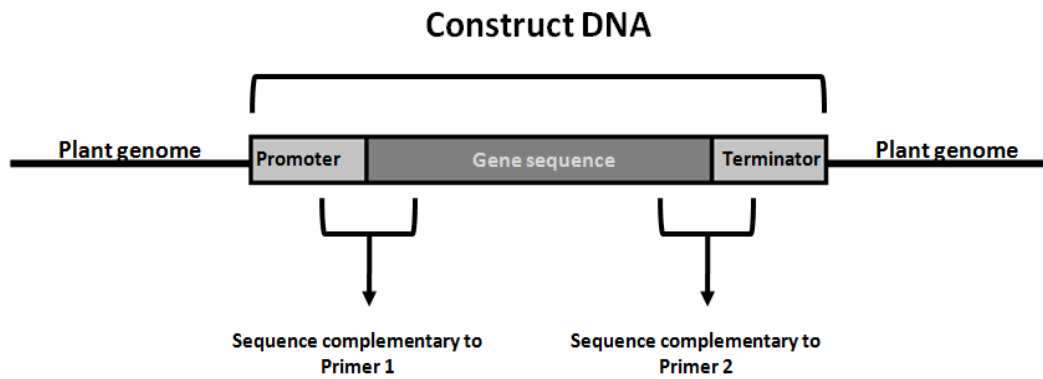 Construct DNA
Plant genome
Promoter
Gene sequence
Terminator
Plant genome
Sequence complementary to
Primer 1
Sequence complementary to
Primer 2